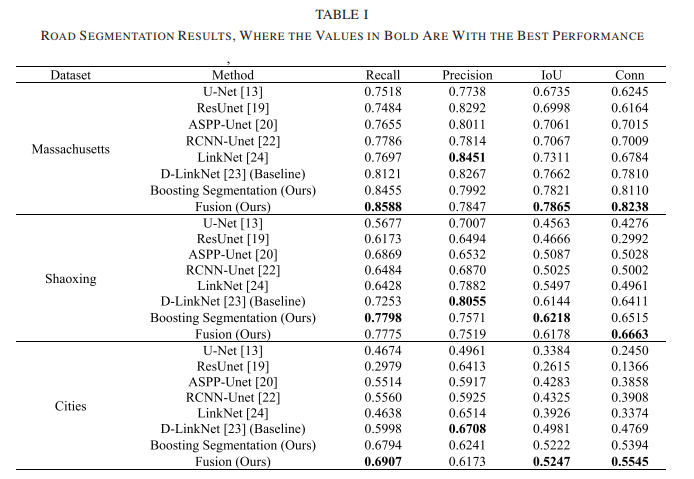 TABLE I
ROAD SEGMENTATION RESULTS, WHERE THE VALUES IN BOLD ARE WITH THE BEST PERFORMANCE
,
Dataset Method Recall Precision IoU Conn
U-Net [13] 0.7518 0.7738 0.6735 0.6245
ResUnet [19] 0.7484 0.8292 0.6998 0.6164
ASPP-Unet [20] 0.7655 0.8011 0.7061 0.7015
RCNN-Unet [22] 0.7786 0.7814 0.7067 0.7009
Massachusetts
LinkNet [24] 0.7697 0.8451 0.7311 0.6784
D-LinkNet [23] (Baseline) 0.8121 0.8267 0.7662 0.7810
Boosting Segmentation (Ours) 0.8455 0.7992 0.7821 0.8110
Fusion (Ours) 0.8588 0.7847 0.7865 0.8238
U-Net [13] 0.5677 0.7007 0.4563 0.4276
ResUnet [19] 0.6173 0.6494 0.4666 0.2992
ASPP-Unet [20] 0.6869 0.6532 0.5087 0.5028
RCNN-Unet [22] 0.6484 0.6870 0.5025 0.5002
Shaoxing
LinkNet [24] 0.6428 0.7882 0.5497 0.4961
D-LinkNet [23] (Baseline) 0.7253 0.8055 0.6144 0.6411
Boosting Segmentation (Ours) 0.7798 0.7571 0.6218 0.6515
Fusion (Ours) 0.7775 0.7519 0.6178 0.6663
U-Net [13] 0.4674 0.4961 0.3384 0.2450
ResUnet [19] 0.2979 0.6413 0.2615 0.1366
ASPP-Unet [20] 0.5514 0.5917 0.4283 0.3858
RCNN-Unet [22] 0.5560 0.5925 0.4325 0.3908
Cities
LinkNet [24] 0.4638 0.6514 0.3926 0.3374
D-LinkNet [23] (Baseline) 0.5998 0.6708 0.4981 0.4769
Boosting Segmentation (Ours) 0.6794 0.6241 0.5222 0.5394
Fusion (Ours) 0.6907 0.6173 0.5247 0.5545